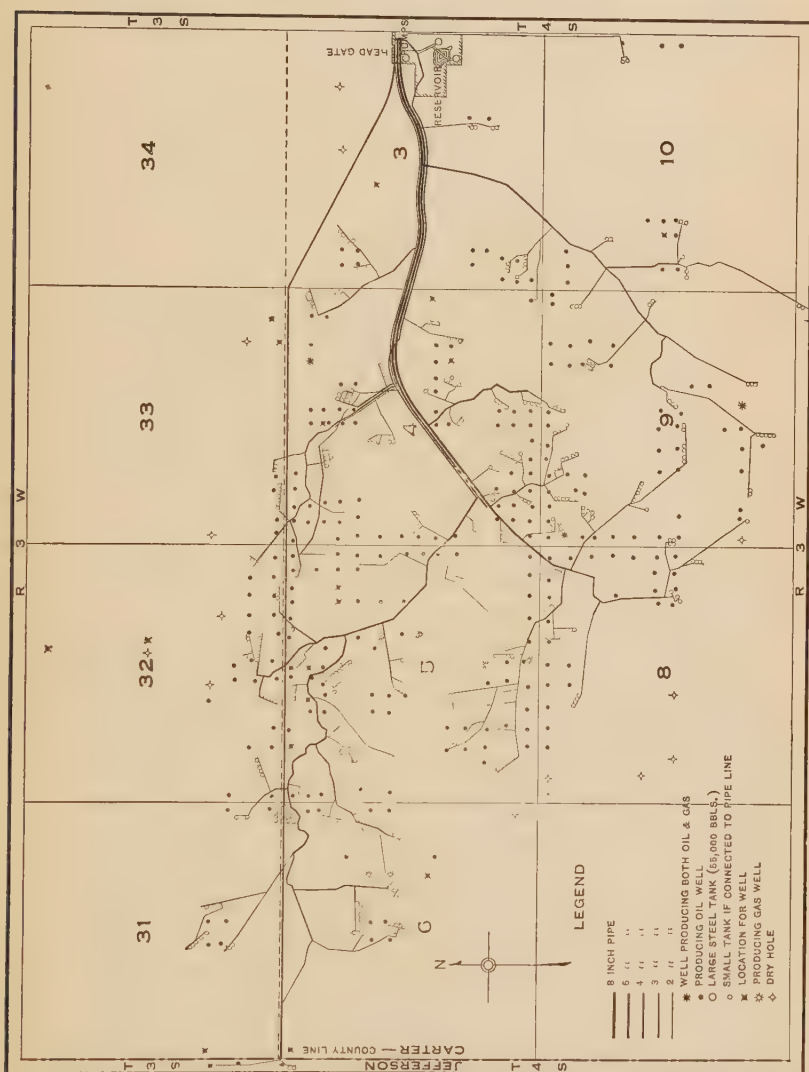 T 3 S
T 4 S
34
33
32
31
HEAD GATE
PUMPS
RESERVOIR
3
4
5
6
10
9
8
R 3 W
R 3 W
T 3 S
T 4 S
JEFFERSON
CARTER — COUNTY LINE
N
LEGEND
8 INCH PIPE
6 " "
4 " "
3 " "
2 " "
WELL PRODUCING BOTH OIL & GAS
PRODUCING OIL WELL
LARGE STEEL TANK (55,000 BBLS.)
SMALL TANK IF CONNECTED TO PIPE LINE
LOCATION FOR WELL
PRODUCING GAS WELL
DRY HOLE